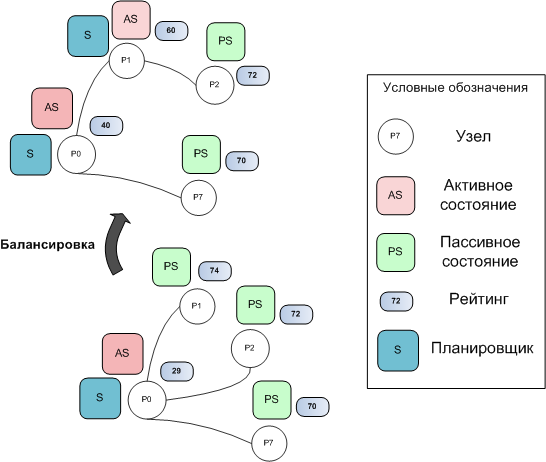 AS
S
60
P1
PS
P2
72
AS
40
S
P0
PS
70
P7
Балансировка
PS
74
P1
PS
72
P2
AS
29
S
P0
PS
70
P7
Условные обозначения
P7
Узел
AS
Активное
состояние
PS
Пассивное
состояние
72
Рейтинг
S
Планировщик